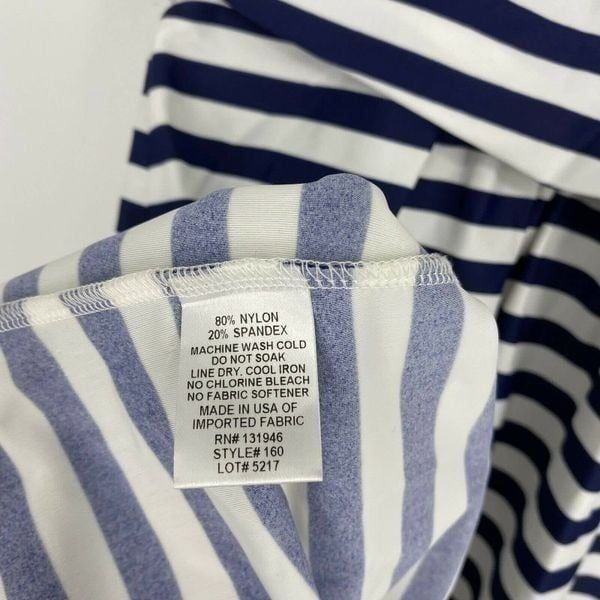 80% NYLON
20% SPANDEX
MACHINE WASH COLD
DO NOT SOAK
LINE DRY. COOL IRON
NO CHLORINE BLEACH
NO FABRIC SOFTENER
MADE IN USA OF
IMPORTED FABRIC
RN# 131946
STYLE# 160
LOT# 5217